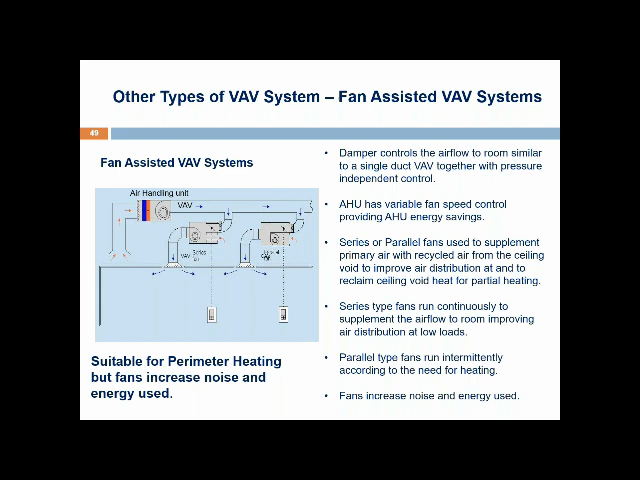 Other Types of VAV System – Fan Assisted VAV Systems
49
Fan Assisted VAV Systems
Air Handling unit
VAV
VAV
Series
Suitable for Perimeter Heating
but fans increase noise and
energy used.
• Damper controls the airflow to room similar
to a single duct VAV together with pressure
independent control.
• AHU has variable fan speed control
providing AHU energy savings.
• Series or Parallel fans used to supplement
primary air with recycled air from the ceiling
void to improve air distribution at and to
reclaim ceiling void heat for partial heating.
• Series type fans run continuously to
supplement the airflow to room improving
air distribution at low loads.
• Parallel type fans run intermittently
according to the need for heating.
• Fans increase noise and energy used.